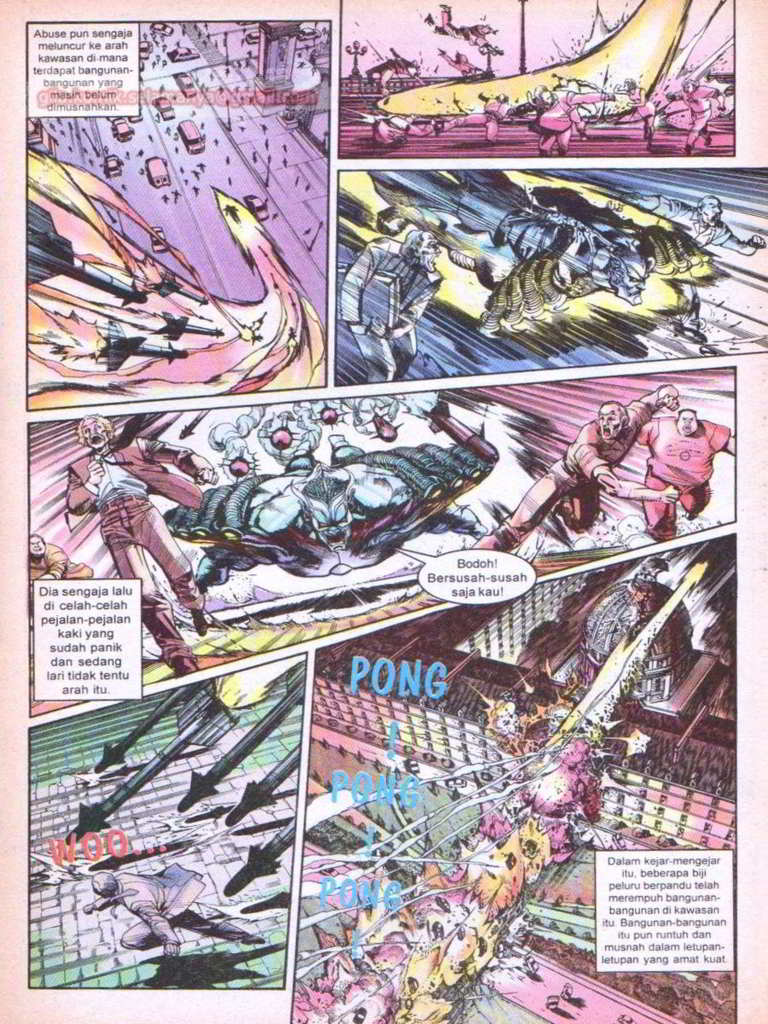 Abuse pun sengaja
meluncur ke arah
kawasan di-mana
terdapat bangunan-
bangunan yang
masih belum
dimusnahkan.
Dia sengaja lalu
di celah-celah
pejalan-pejalan
kaki yang
sudah panik
dan sedang
lari tidak tentu
arah itu.
Bodoh!
Bersusah-susah
saja kau!
WOO...
PONG
!
PONG
!
PONG
!
Dalam kejar-mengejar
itu, beberapa biji
peluru berpandu telah
merempuh bangunan-
bangunan di kawasan
itu. Bangunan-bangunan
itu pun runtuh dan
musnah dalam letupan-
letupan yang amat kuat.